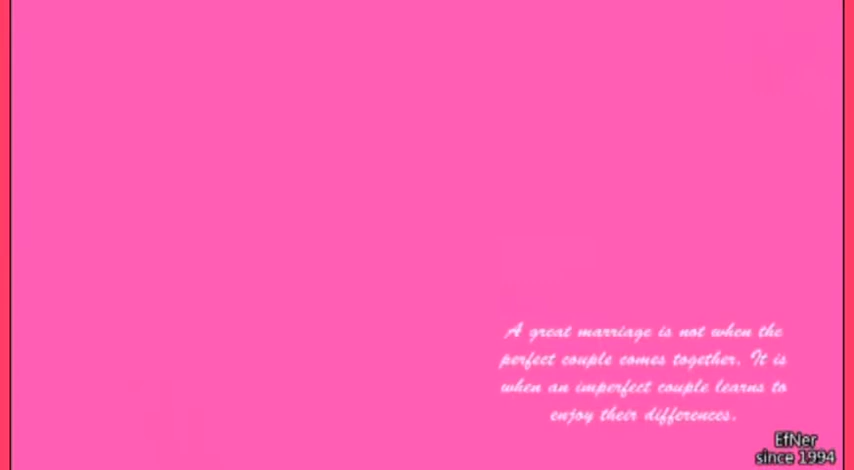 A great marriage is not when the
perfect couple comes together. It is
when an imperfect couple learns to
enjoy their differences.
EfNer
since 1994